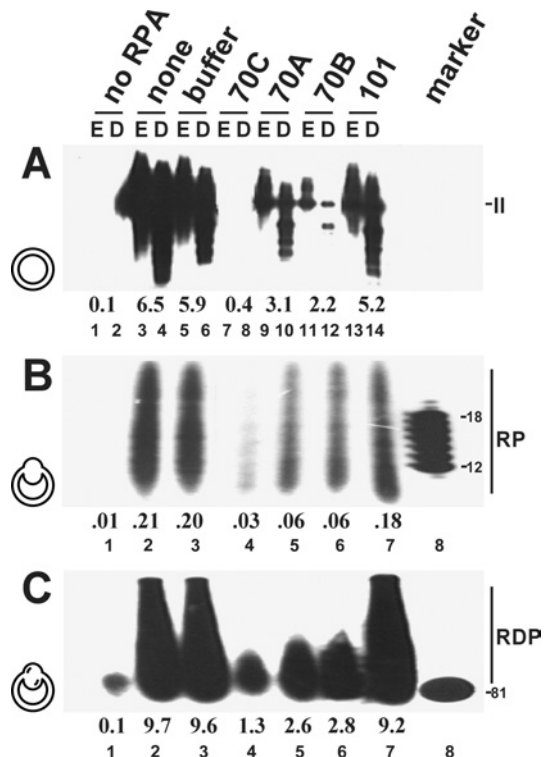 no RPA none buffer 70C 70A 70B 101 marker
E D E D E D E D E D E D E D
A
-II
0.1 6.5 5.9 0.4 3.1 2.2 5.2
1 2 3 4 5 6 7 8 9 10 11 12 13 14
B
-18
RP
-12
.01 .21 .20 .03 .06 .06 .18
1 2 3 4 5 6 7 8
C
RDP
-81
0.1 9.7 9.6 1.3 2.6 2.8 9.2
1 2 3 4 5 6 7 8